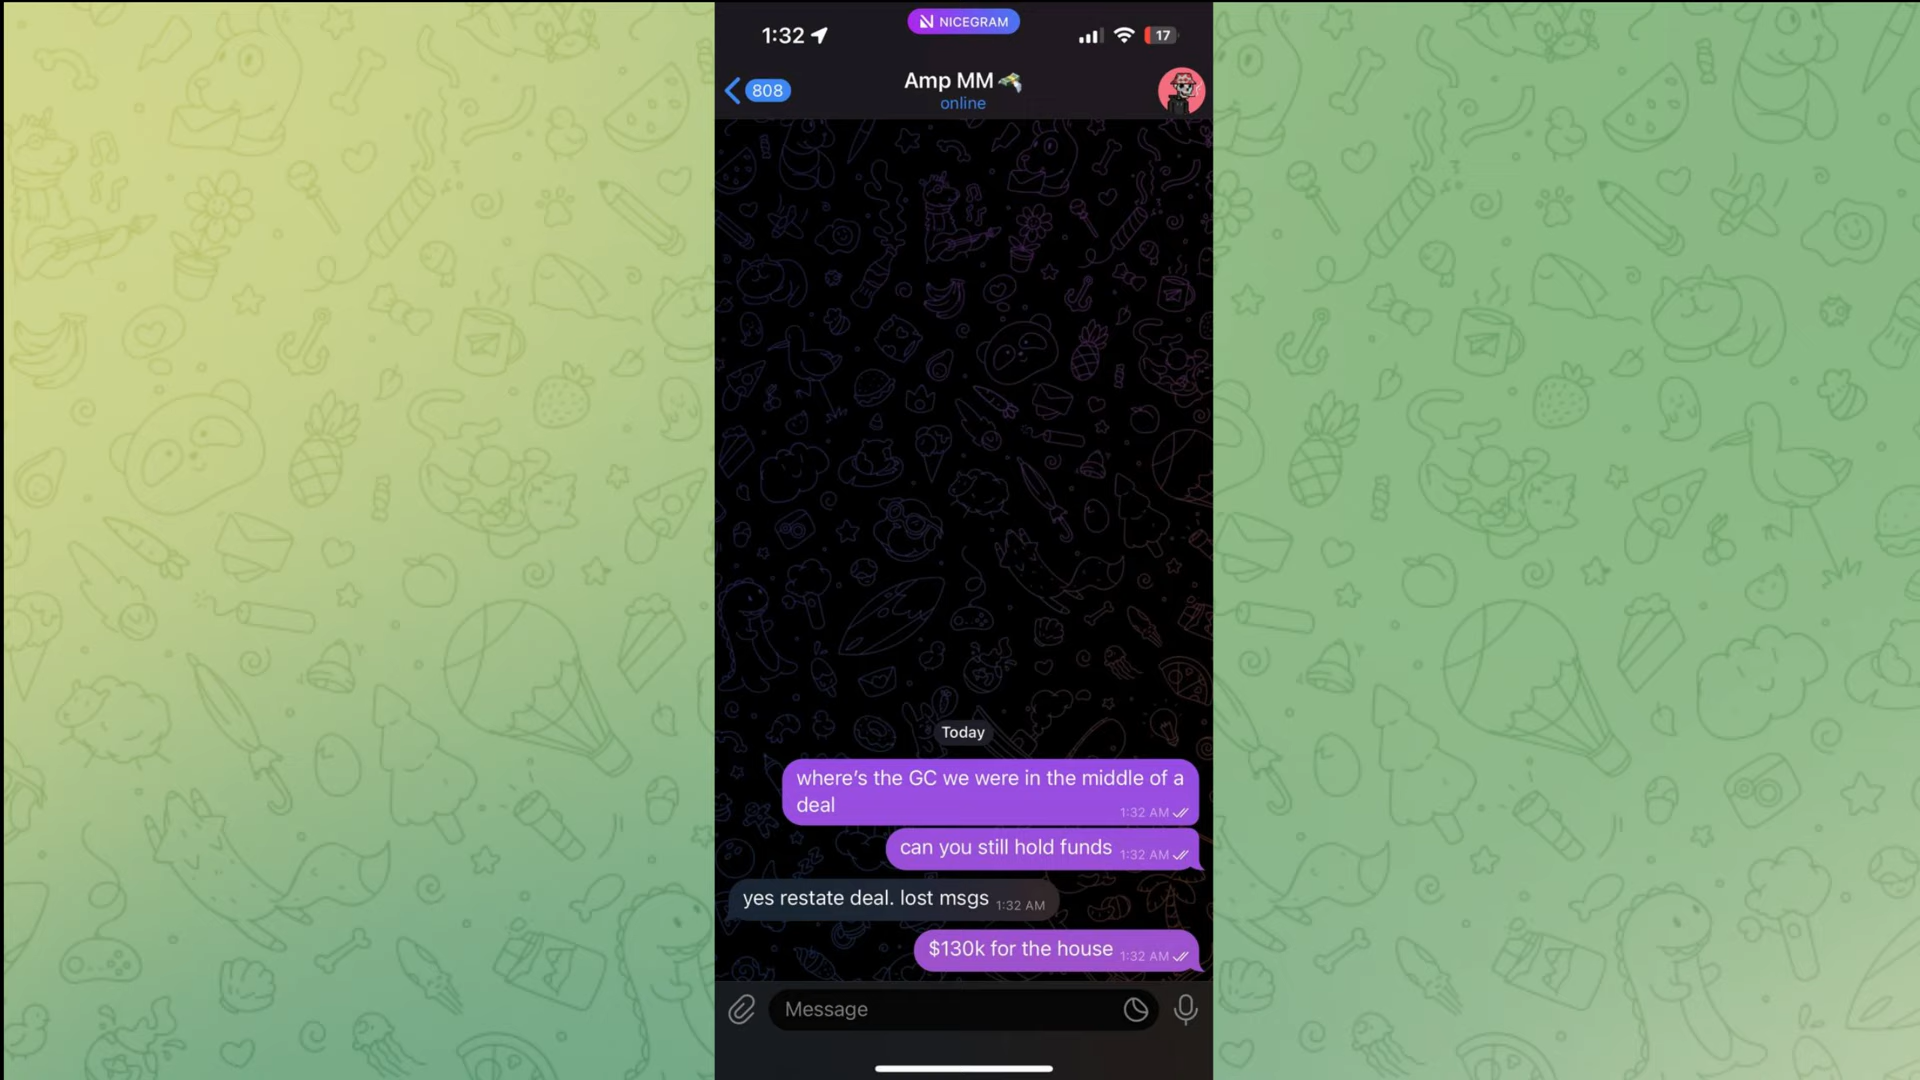 NICEGRAM
1:32
17
808
Amp MM
online
Today
where's the GC we were in the middle of a
deal
1:32 AM
can you still hold funds 1:32 AM
yes restate deal. lost msgs 1:32 AM
$130k for the house 1:32 AM
Message